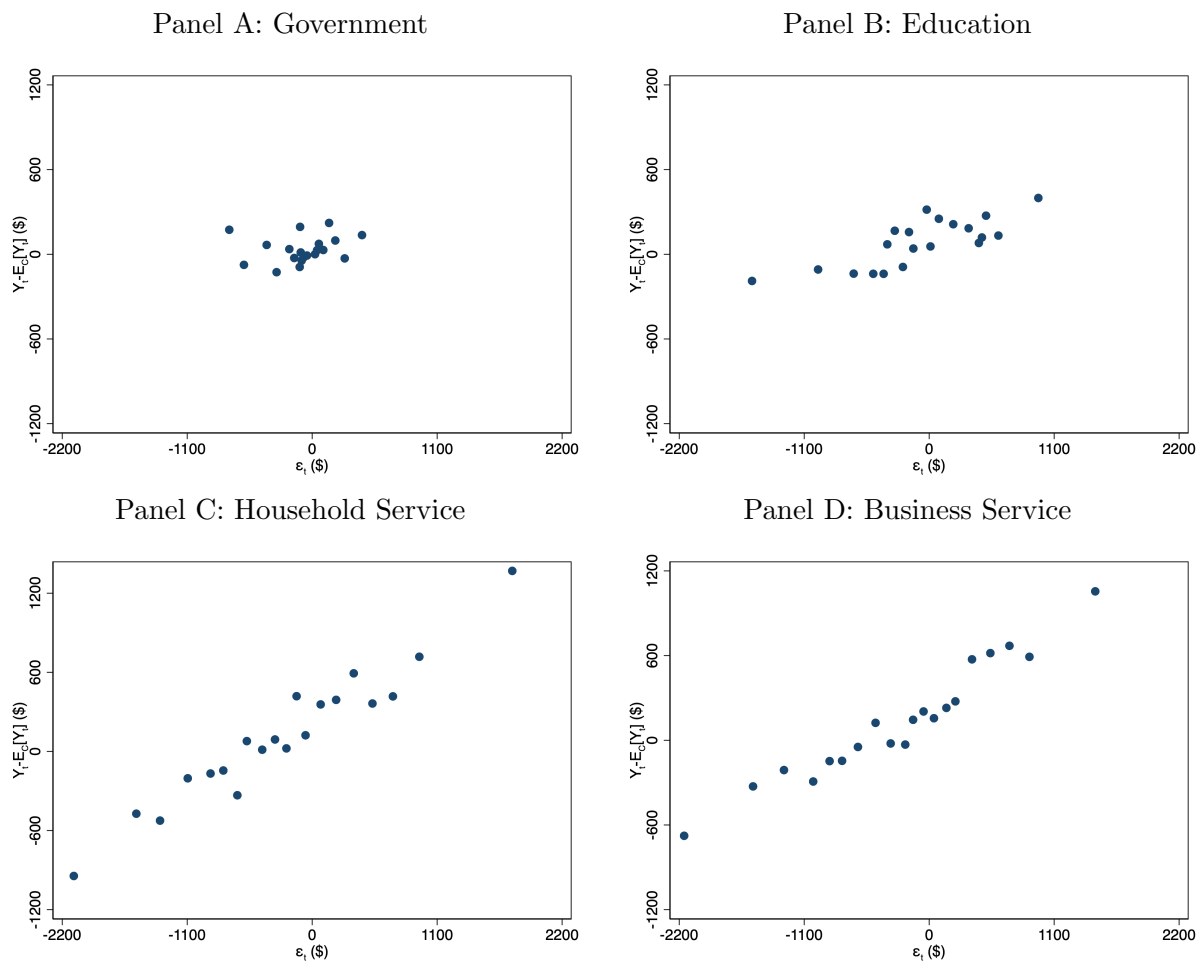 Panel A: Government
Y_t-E_C[Y_t] ($)
1200
600
0
-600
-1200
-2200 -1100 0 1100 2200
ε_t ($)
Panel B: Education
Y_t-E_C[Y_t] ($)
1200
600
0
-600
-1200
-2200 -1100 0 1100 2200
ε_t ($)
Panel C: Household Service
Y_t-E_C[Y_t] ($)
1200
600
0
-600
-1200
-2200 -1100 0 1100 2200
ε_t ($)
Panel D: Business Service
Y_t-E_C[Y_t] ($)
1200
600
0
-600
-1200
-2200 -1100 0 1100 2200
ε_t ($)